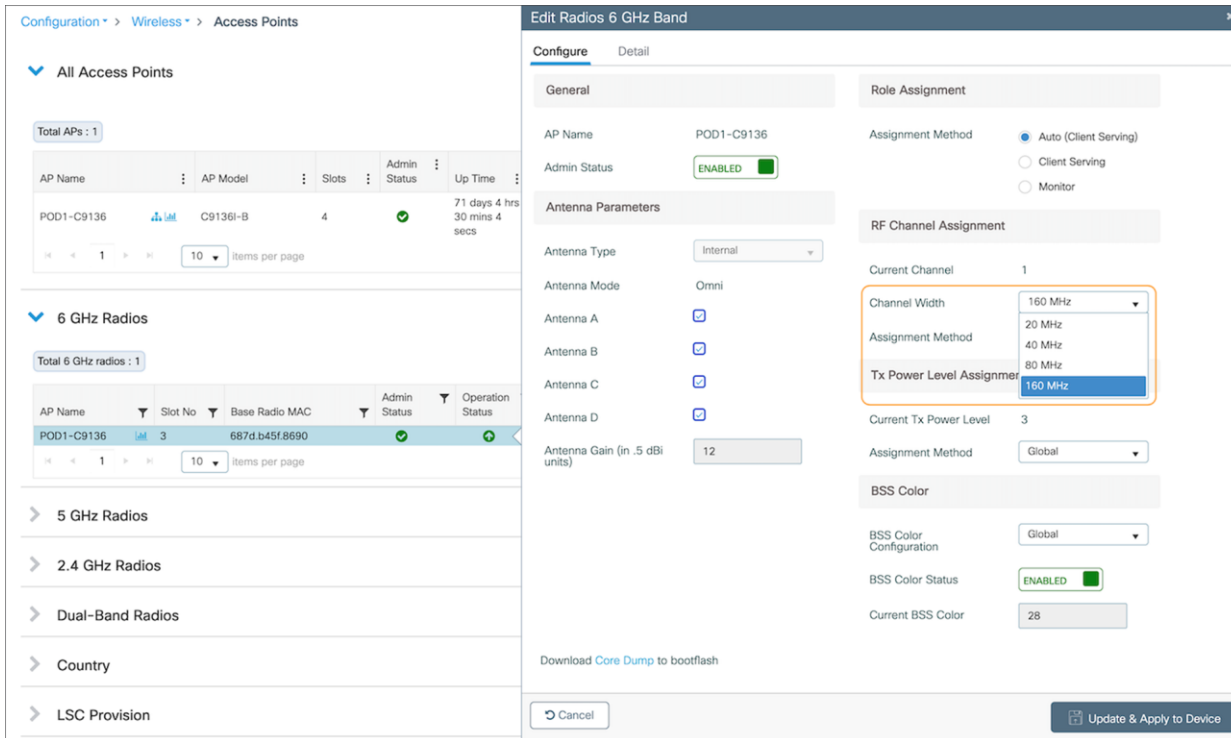 Configuration > Wireless > Access Points
All Access Points
Total APs : 1
AP Name AP Model Slots Admin Status Up Time
POD1-C9136 C9136I-B 4 71 days 4 hrs 30 mins 4 secs
1 10 items per page
6 GHz Radios
Total 6 GHz radios : 1
AP Name Slot No Base Radio MAC Admin Status Operation Status
POD1-C9136 3 687d.b45f.8690
1 10 items per page
5 GHz Radios
2.4 GHz Radios
Dual-Band Radios
Country
LSC Provision
Edit Radios 6 GHz Band
Configure Detail
General
AP Name POD1-C9136
Admin Status ENABLED
Antenna Parameters
Antenna Type Internal
Antenna Mode Omni
Antenna A
Antenna B
Antenna C
Antenna D
Antenna Gain (in .5 dBi units) 12
Download Core Dump to bootflash
Role Assignment
Assignment Method Auto (Client Serving)
Client Serving
Monitor
RF Channel Assignment
Current Channel 1
Channel Width 160 MHz
20 MHz
Assignment Method 40 MHz
80 MHz
Tx Power Level Assignmen 160 MHz
Current Tx Power Level 3
Assignment Method Global
BSS Color
BSS Color Configuration Global
BSS Color Status ENABLED
Current BSS Color 28
Cancel Update & Apply to Device